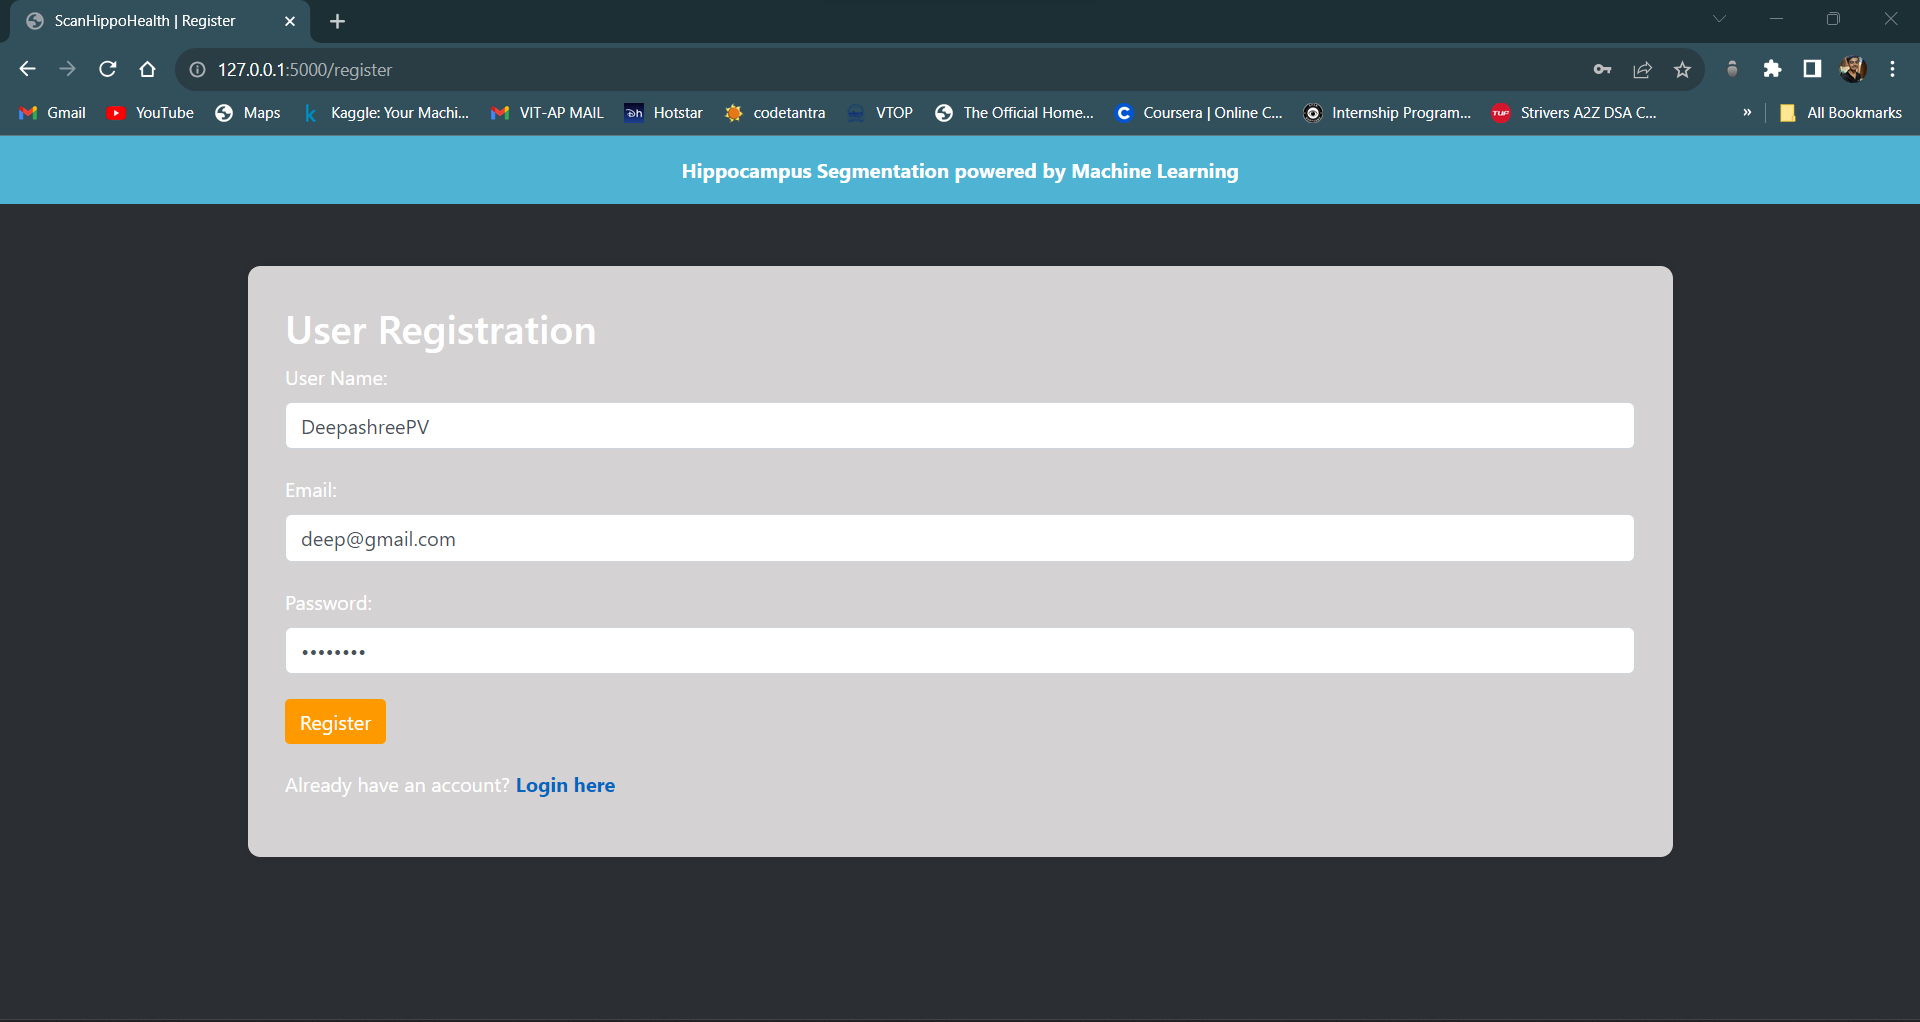 ScanHippoHealth | Register
127.0.0.1:5000/register
Gmail YouTube Maps Kaggle: Your Machi... VIT-AP MAIL Hotstar codetantra VTOP The Official Home... Coursera | Online C... Internship Program... Strivers A2Z DSA C... » All Bookmarks
Hippocampus Segmentation powered by Machine Learning
User Registration
User Name:
DeepashreePV
Email:
deep@gmail.com
Password:
••••••••
Register
Already have an account? Login here